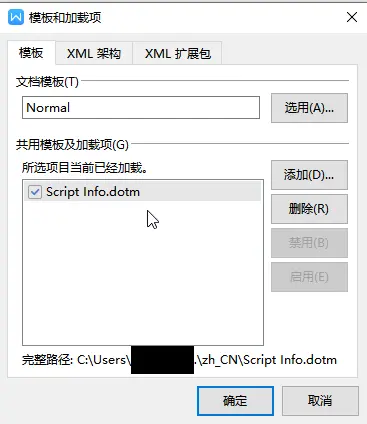 模板和加载项
模板
XML 架构
XML 扩展包
文档模板(T)
Normal
选用(A)...
共用模板及加载项(G)
所选项目当前已经加载。
添加(D)...
Script Info.dotm
删除(R)
禁用(B)
启用(E)
完整路径: C:\Users\ .\zh_CN\Script Info.dotm
确定
取消